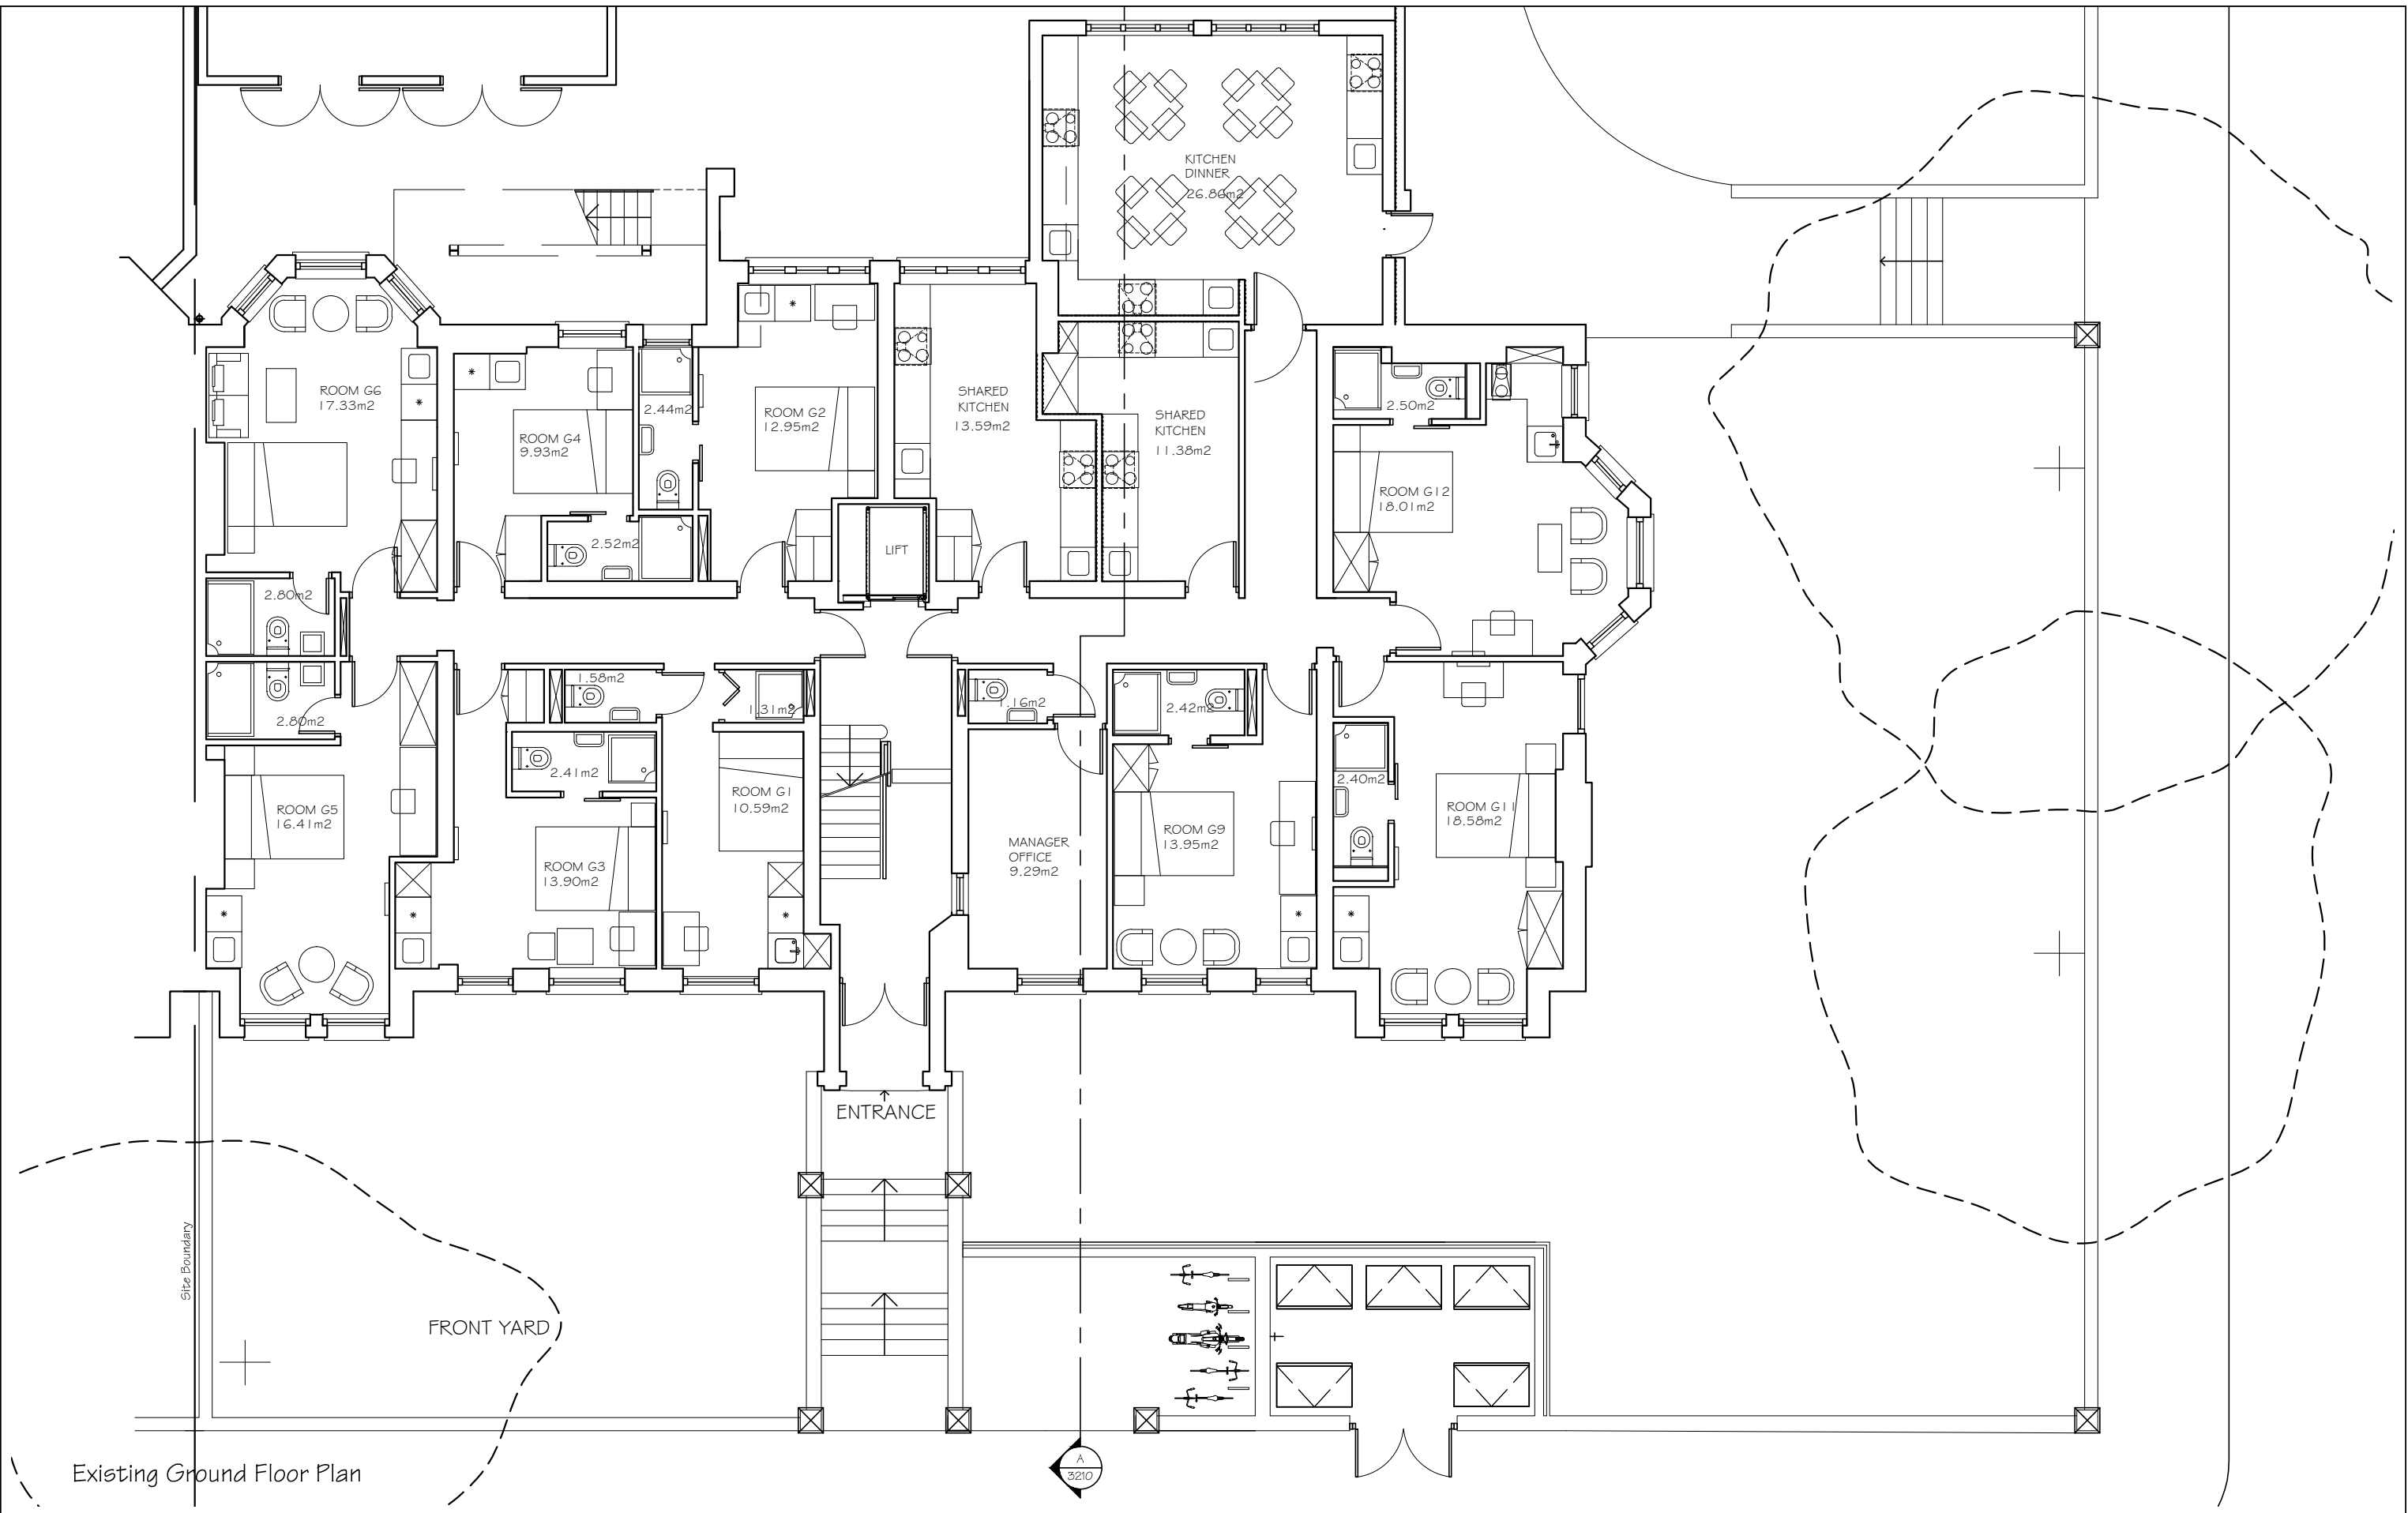 KITCHEN
DINNER
26.86m2
ROOM G6
17.33m2
ROOM G4
9.93m2
2.44m2
ROOM G2
12.95m2
SHARED
KITCHEN
13.59m2
SHARED
KITCHEN
11.38m2
2.50m2
ROOM G12
18.01m2
2.52m2
LIFT
2.80m2
2.80m2
1.58m2
1.31m2
1.16m2
2.42m2
2.41m2
2.40m2
ROOM G5
16.41m2
ROOM G3
13.90m2
ROOM G1
10.59m2
MANAGER
OFFICE
9.29m2
ROOM G9
13.95m2
ROOM G11
18.58m2
ENTRANCE
Site Boundary
FRONT YARD
A
3210
Existing Ground Floor Plan